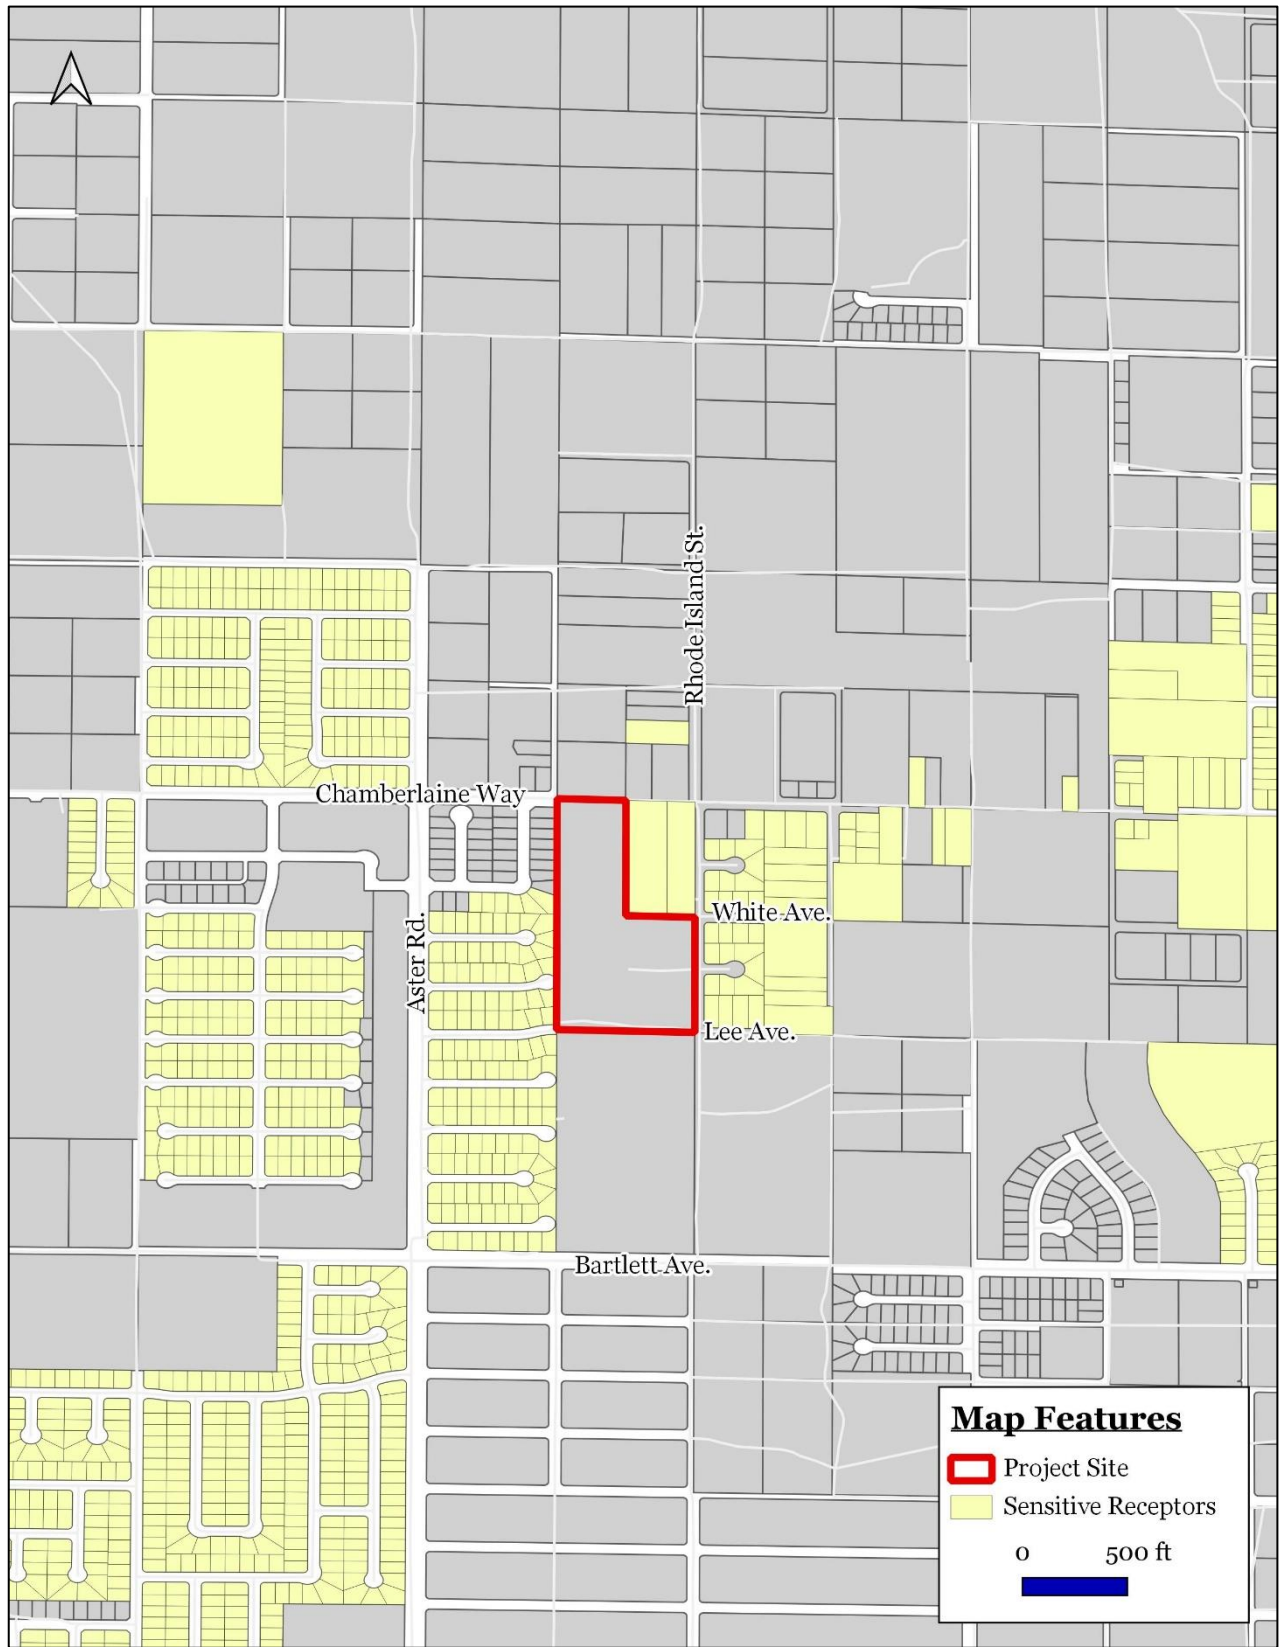 Rhode Island St.
Chamberlaine Way
White Ave.
Aster Rd.
Lee Ave.
Bartlett Ave.
Map Features
Project Site
Sensitive Receptors
0 500 ft